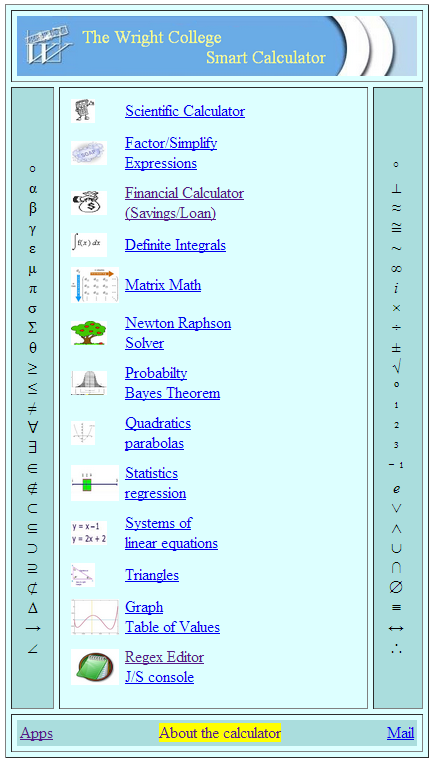 The Wright College
Smart Calculator
Scientific Calculator
Factor/Simplify
Expressions
Financial Calculator
(Savings/Loan)
∫f(x) dx
Definite Integrals
Matrix Math
Newton Raphson
Solver
Probabilty
Bayes Theorem
Quadratics
parabolas
Statistics
regression
y = x−1
y = 2x + 2
Systems of
linear equations
Triangles
Graph
Table of Values
Regex Editor
J/S console
°
α
β
γ
ε
μ
π
σ
Σ
θ
≥
≤
≠
∀
∃
∈
∉
⊂
⊆
⊃
⊇
⊄
Δ
→
∠
°
⊥
≈
≅
~
∞
i
×
÷
±
√
°
¹
²
³
⁻¹
e
∨
∧
∪
∩
∅
≡
↔
∴
Apps
About the calculator
Mail